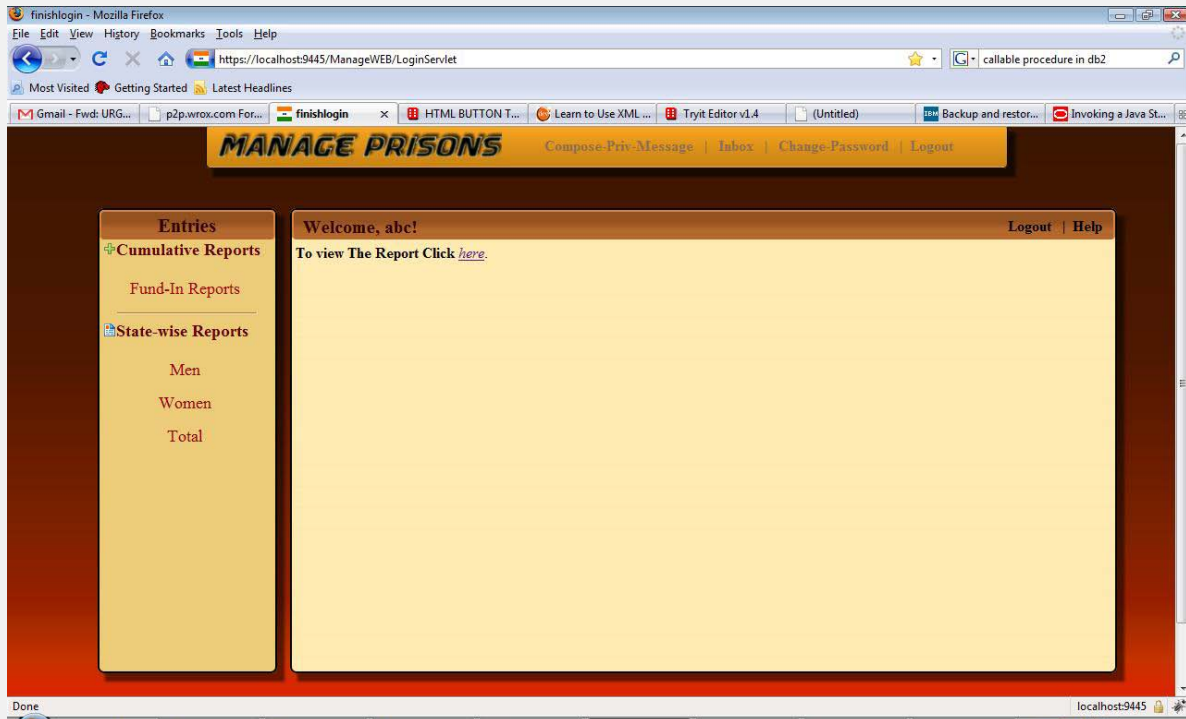 finishlogin - Mozilla Firefox
File Edit View History Bookmarks Tools Help
https://localhost:9445/ManageWEB/LoginServlet
G callable procedure in db2
Most Visited Getting Started Latest Headlines
Gmail - Fwd: URG... p2p.wrox.com For... finishlogin HTML BUTTON T... Learn to Use XML ... Tryit Editor v1.4 (Untitled) IBM Backup and restor... Invoking a Java St...
MANAGE PRISONS Compose-Priv-Message | Inbox | Change-Password | Logout
Entries
Cumulative Reports
Fund-In Reports
State-wise Reports
Men
Women
Total
Welcome, abc! Logout | Help
To view The Report Click here.
Done localhost:9445